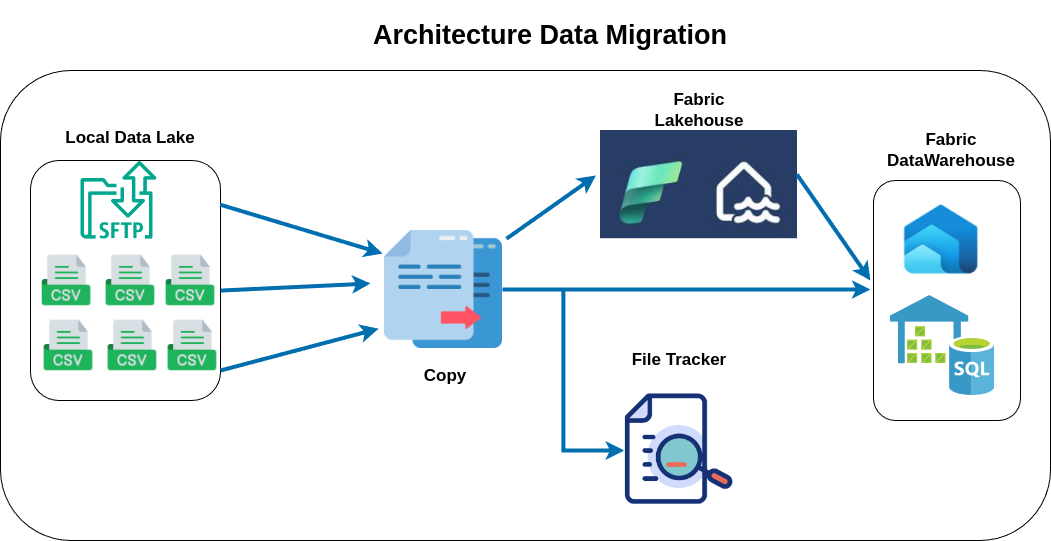 Architecture Data Migration
Local Data Lake
SFTP
CSV
CSV
CSV
CSV
CSV
CSV
Copy
Fabric
Lakehouse
File Tracker
Fabric
DataWarehouse
SQL